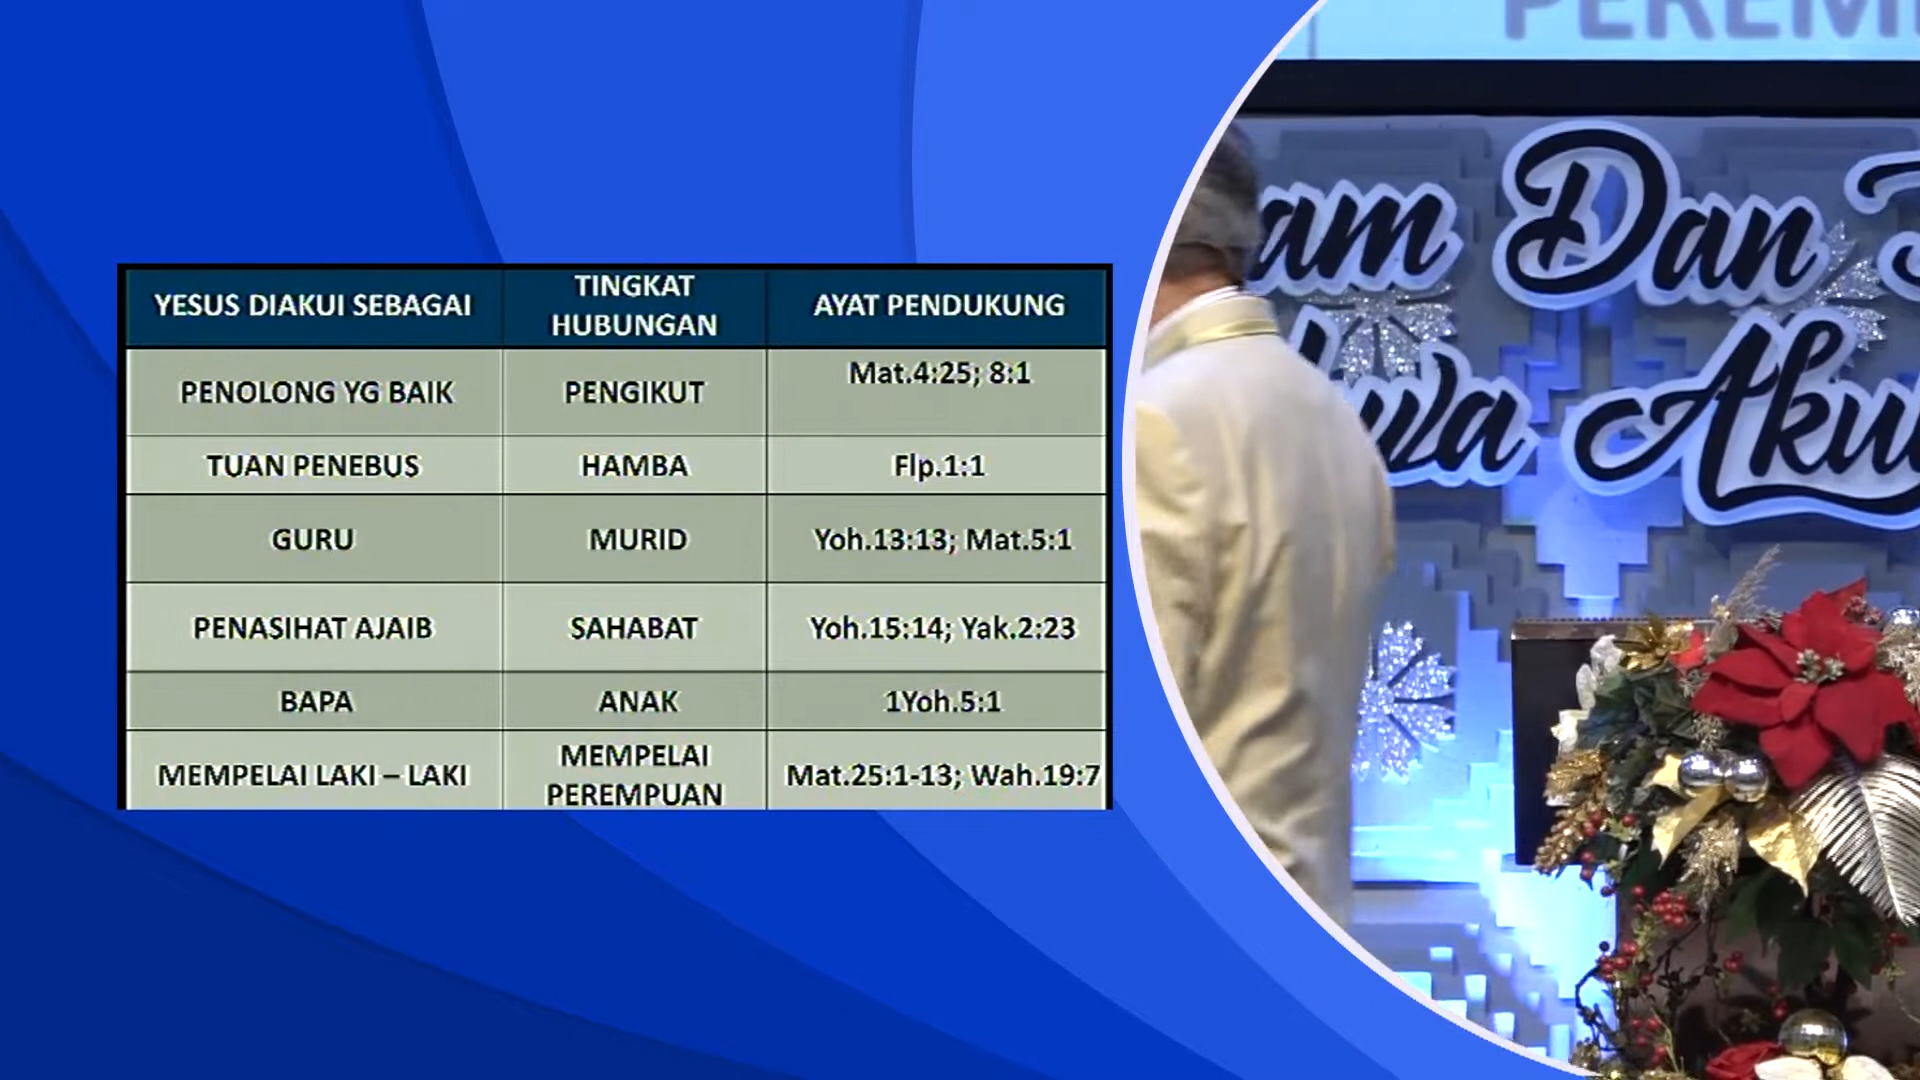 YESUS DIAKUI SEBAGAI
TINGKAT
HUBUNGAN
AYAT PENDUKUNG
PENOLONG YG BAIK
PENGIKUT
Mat.4:25; 8:1
TUAN PENEBUS
HAMBA
Flp.1:1
GURU
MURID
Yoh.13:13; Mat.5:1
PENASIHAT AJAIB
SAHABAT
Yoh.15:14; Yak.2:23
BAPA
ANAK
1Yoh.5:1
MEMPELAI LAKI – LAKI
MEMPELAI
PEREMPUAN
Mat.25:1-13; Wah.19:7
Dan